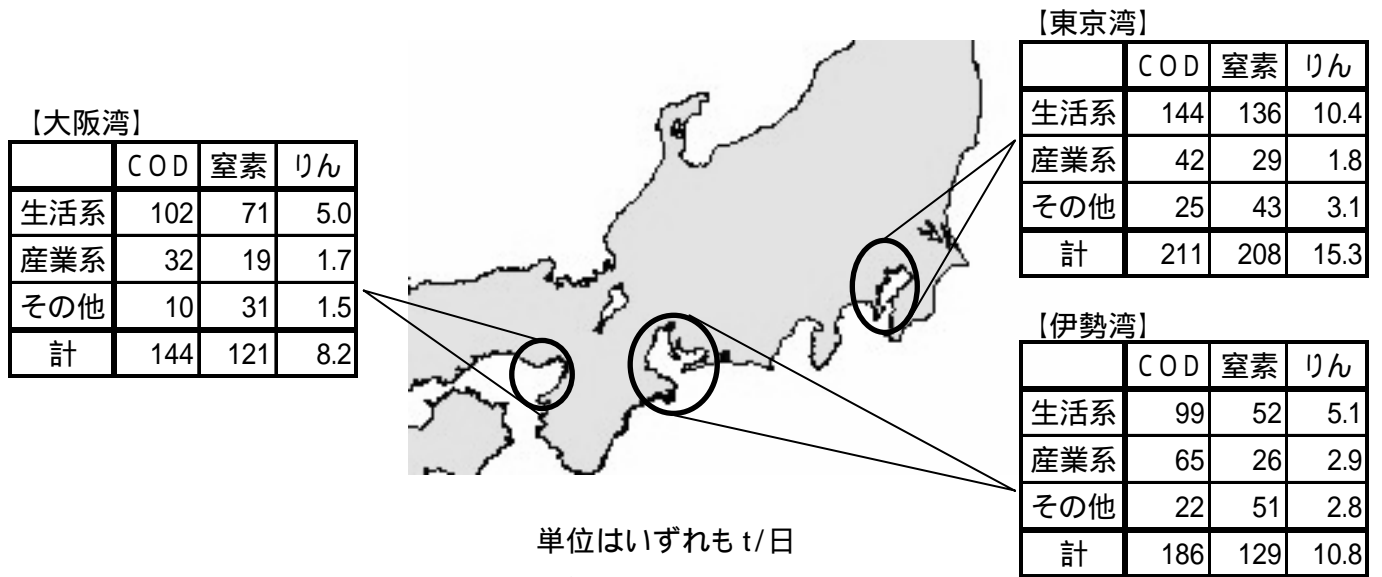 【大阪湾】
COD 窒素 りん
生活系 102 71 5.0
産業系 32 19 1.7
その他 10 31 1.5
計 144 121 8.2
【東京湾】
COD 窒素 りん
生活系 144 136 10.4
産業系 42 29 1.8
その他 25 43 3.1
計 211 208 15.3
【伊勢湾】
COD 窒素 りん
生活系 99 52 5.1
産業系 65 26 2.9
その他 22 51 2.8
計 186 129 10.8
単位はいずれも t/日